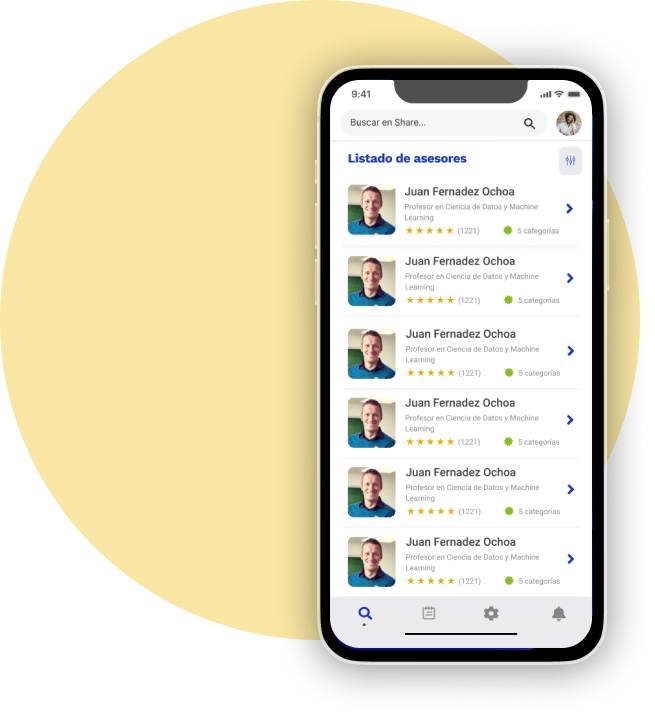 9:41
Buscar en Share...
Listado de asesores
Juan Fernadez Ochoa
Profesor en Ciencia de Datos y Machine
Learning
(1221) 5 categorías
Juan Fernadez Ochoa
Profesor en Ciencia de Datos y Machine
Learning
(1221) 5 categorías
Juan Fernadez Ochoa
Profesor en Ciencia de Datos y Machine
Learning
(1221) 5 categorías
Juan Fernadez Ochoa
Profesor en Ciencia de Datos y Machine
Learning
(1221) 5 categorías
Juan Fernadez Ochoa
Profesor en Ciencia de Datos y Machine
Learning
(1221) 5 categorías
Juan Fernadez Ochoa
Profesor en Ciencia de Datos y Machine
Learning
(1221) 5 categorías